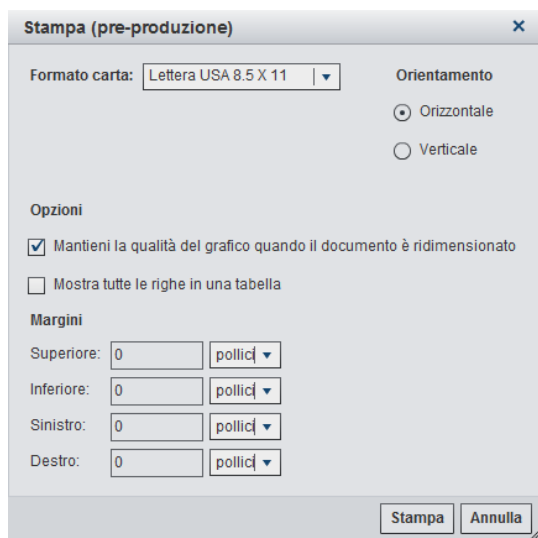 Stampa (pre-produzione)
Formato carta: Lettera USA 8.5 X 11
Orientamento
Orizzontale
Verticale
Opzioni
Mantieni la qualità del grafico quando il documento è ridimensionato
Mostra tutte le righe in una tabella
Margini
Superiore: 0 pollici
Inferiore: 0 pollici
Sinistro: 0 pollici
Destro: 0 pollici
Stampa Annulla